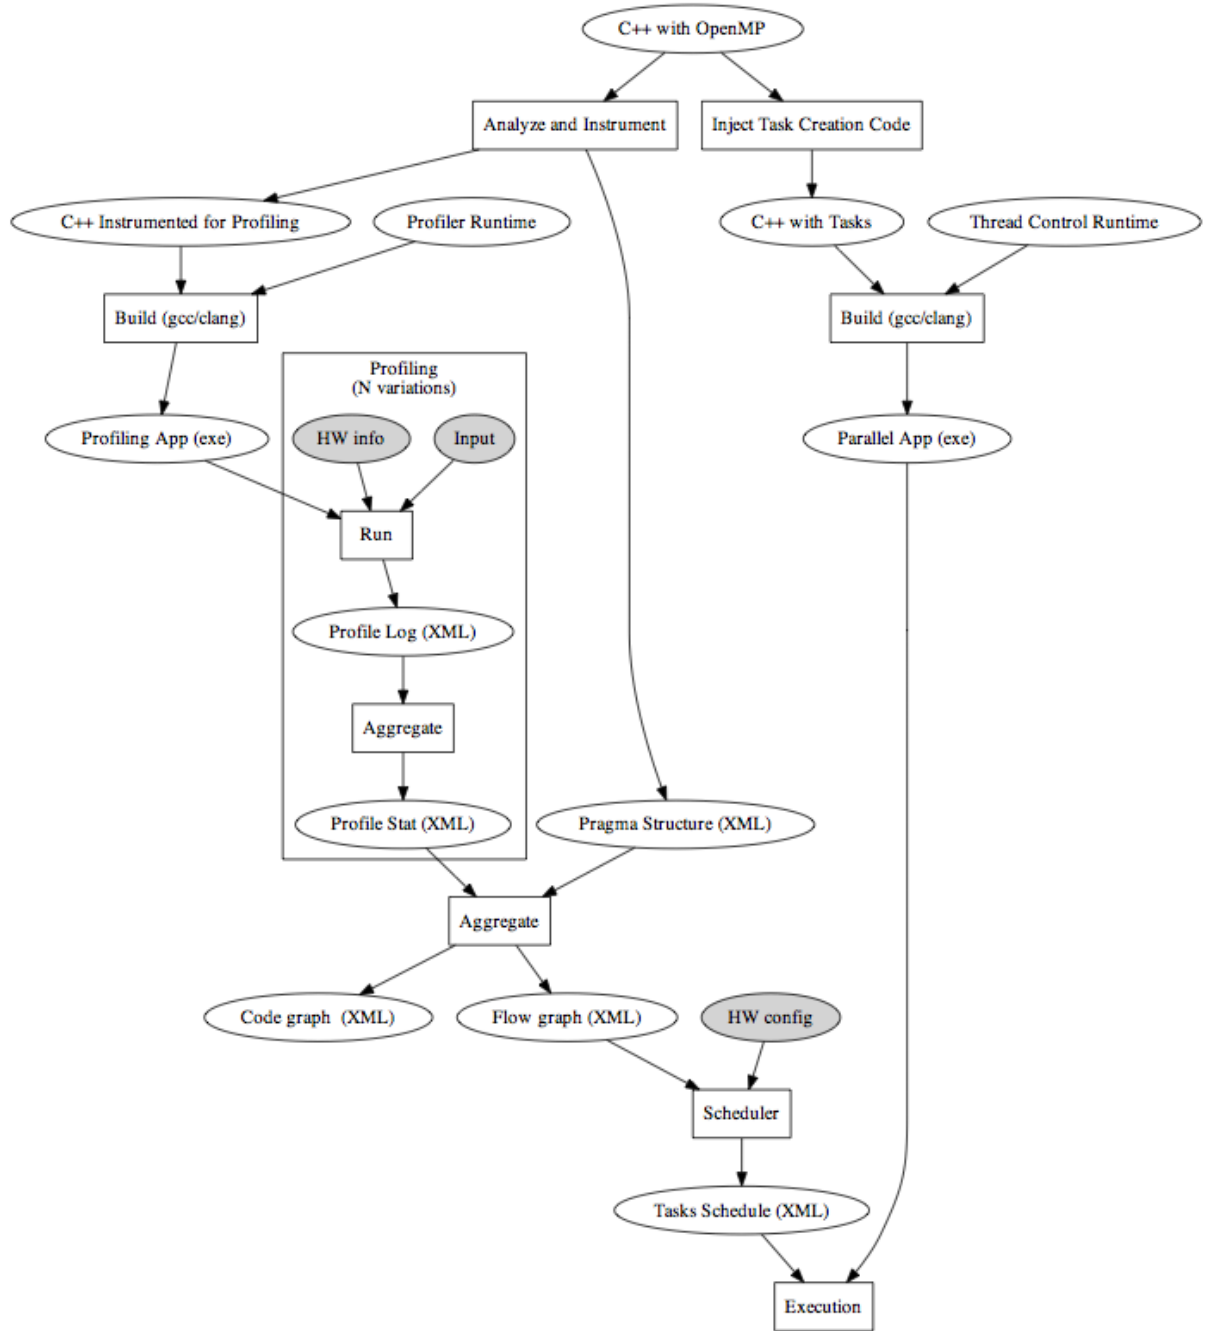 C++ with OpenMP
Analyze and Instrument
Inject Task Creation Code
C++ Instrumented for Profiling
Profiler Runtime
C++ with Tasks
Thread Control Runtime
Build (gcc/clang)
Build (gcc/clang)
Profiling
(N variations)
Profiling App (exe)
HW info
Input
Parallel App (exe)
Run
Profile Log (XML)
Aggregate
Profile Stat (XML)
Pragma Structure (XML)
Aggregate
Code graph  (XML)
Flow graph (XML)
HW config
Scheduler
Tasks Schedule (XML)
Execution